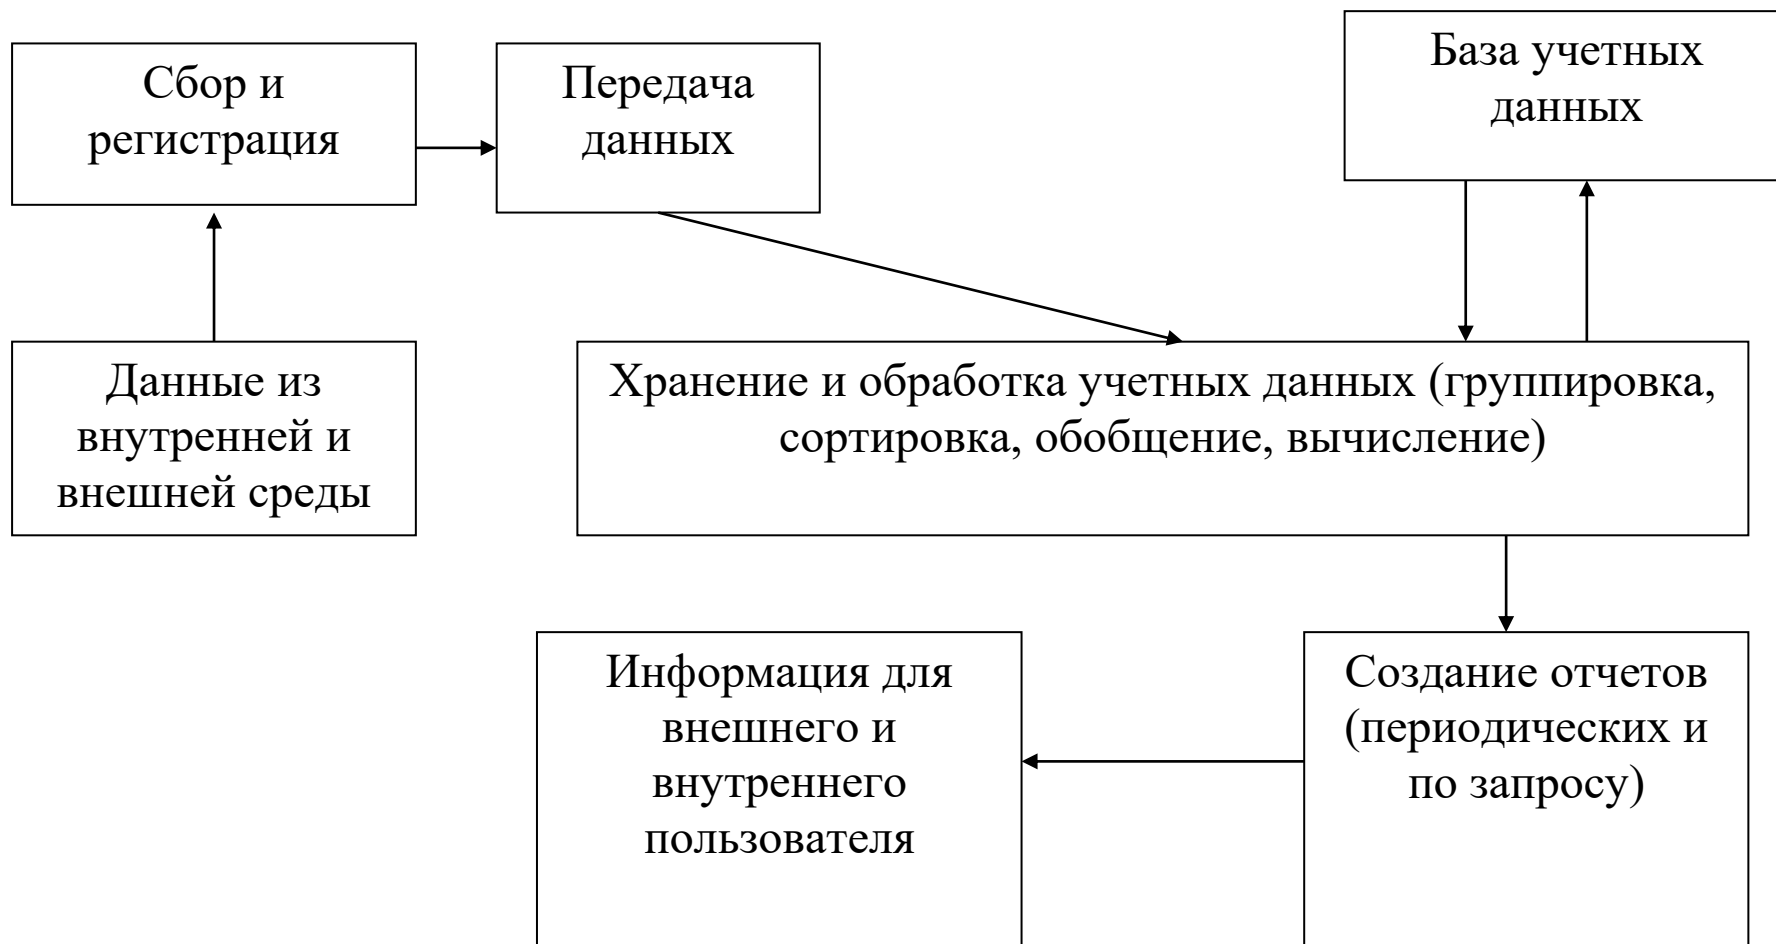 Сбор и
регистрация
Передача
данных
База учетных
данных
Данные из
внутренней и
внешней среды
Хранение и обработка учетных данных (группировка,
сортировка, обобщение, вычисление)
Информация для
внешнего и
внутреннего
пользователя
Создание отчетов
(периодических и
по запросу)